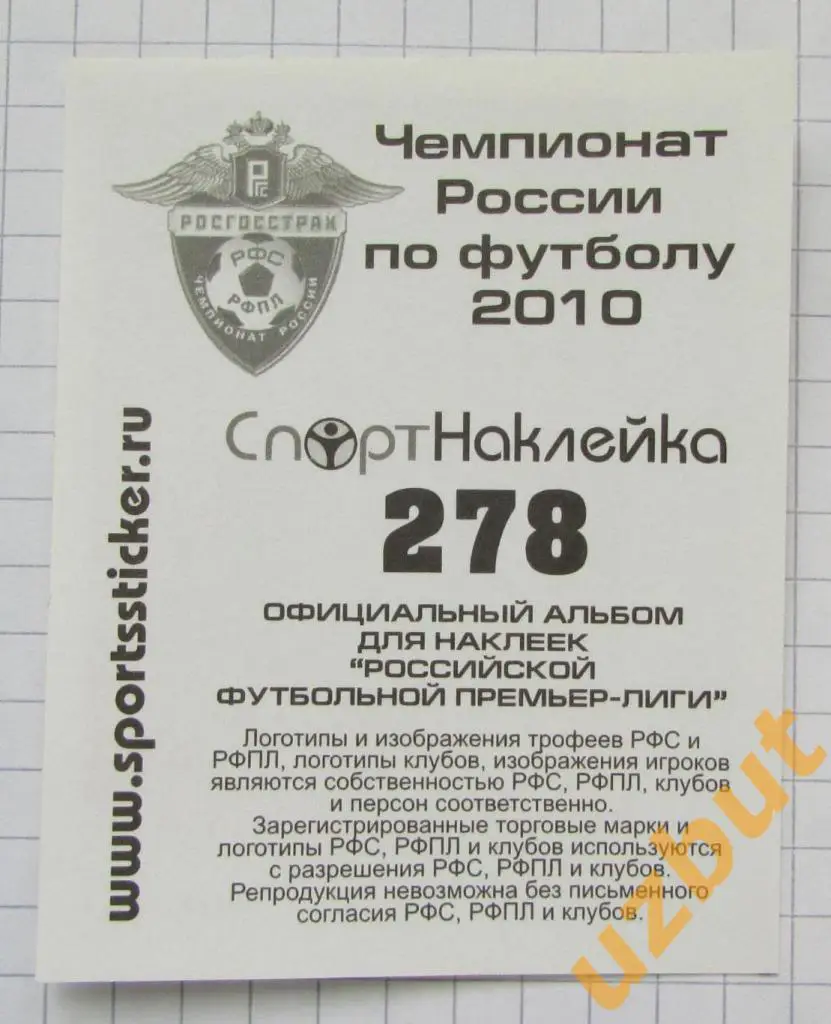 Чемпионат
России
по футболу
2010
РГС
РОСГОССТРАХ
РФС
РФПЛ
ЧЕМПИОНАТ РОССИИ
СпортНаклейка
278
www.sportssticker.ru
ОФИЦИАЛЬНЫЙ АЛЬБОМ
ДЛЯ НАКЛЕЕК
“РОССИЙСКОЙ
ФУТБОЛЬНОЙ ПРЕМЬЕР-ЛИГИ”
Логотипы и изображения трофеев РФС и
РФПЛ, логотипы клубов, изображения игроков
являются собственностью РФС, РФПЛ, клубов
и персон соответственно.
Зарегистрированные торговые марки и
логотипы РФС, РФПЛ и клубов используются
с разрешения РФС, РФПЛ и клубов.
Репродукция невозможна без письменного
согласия РФС, РФПЛ и клубов.
uzbut